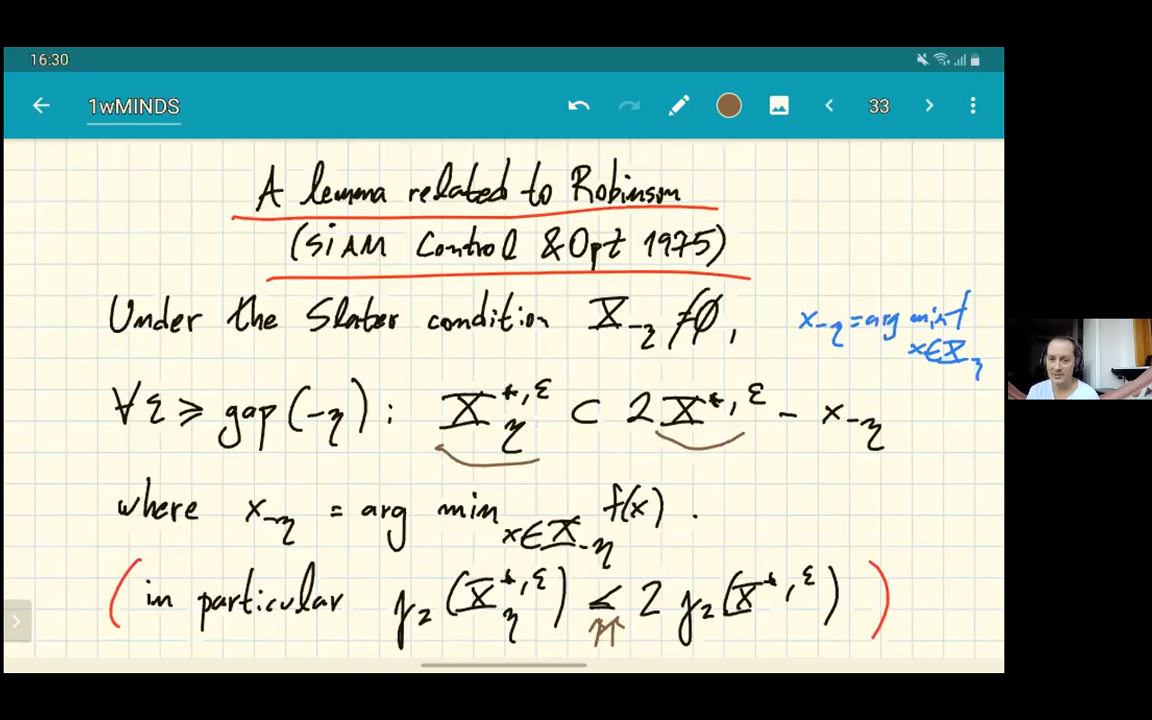 16:30
1wMINDS
33
A lemma related to Robinson
(SIAM Control & Opt 1975)
Under the Slater condition X_{-η} ≠ ∅,
x_{-η} = arg min f
x∈X_{-η}
∀ε ⩾ gap(-η): X_η^{*,ε} ⊂ 2X^{*,ε} - x_{-η}
where x_{-η} = arg min_{x∈X_{-η}} f(x).
(in particular γ_2(X_η^{*,ε}) ≤ 2 γ_2(X^{*,ε}))